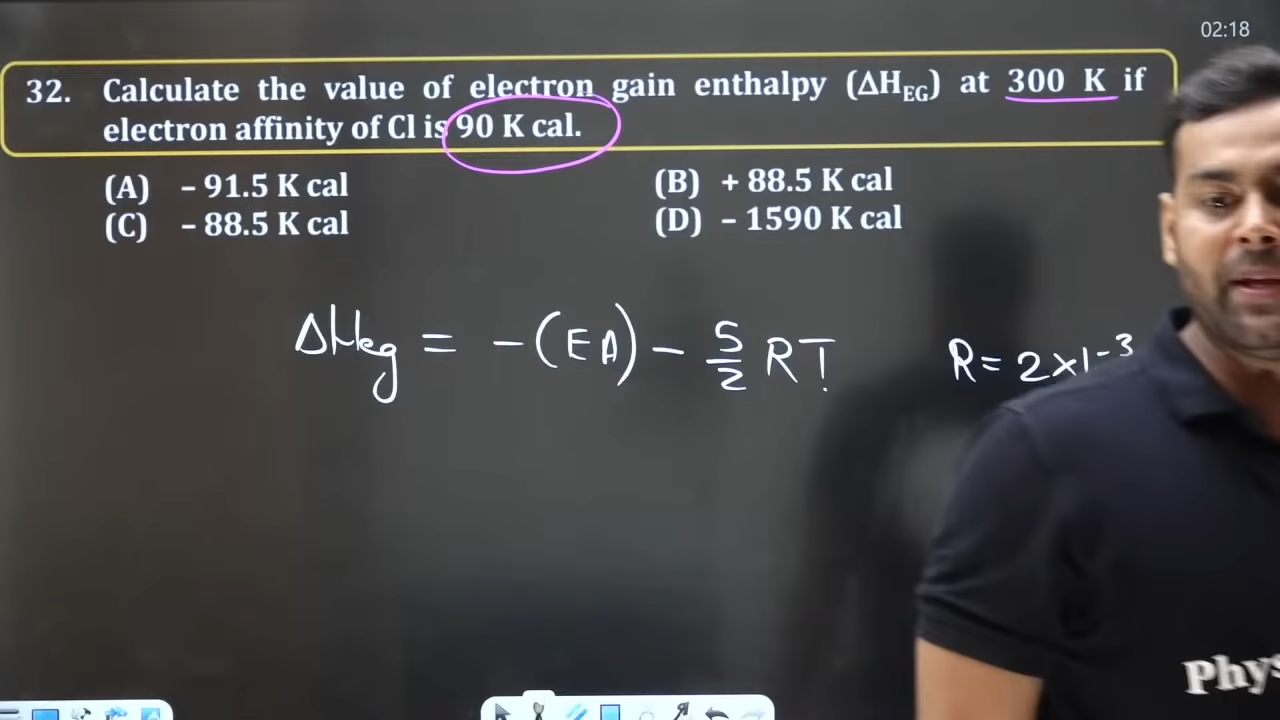 02:18
32. Calculate the value of electron gain enthalpy (ΔH_EG) at 300 K if
electron affinity of Cl is 90 K cal.
(A) – 91.5 K cal
(B) + 88.5 K cal
(C) – 88.5 K cal
(D) – 1590 K cal
ΔHeg = -(EA) - 5/2 RT
R = 2×1-3
Phys